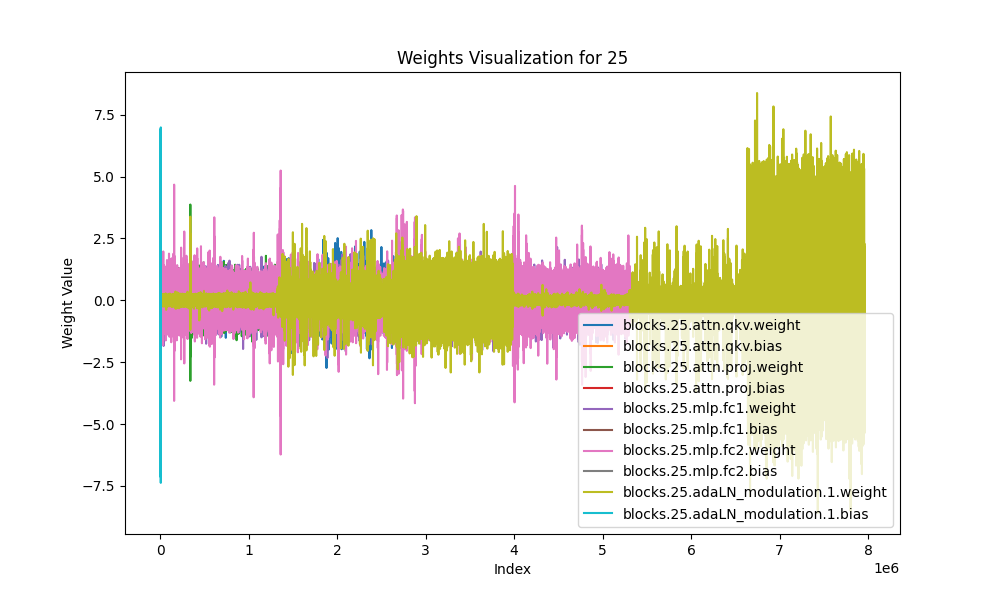 Weights Visualization for 25
Weight Value
7.5
5.0
2.5
0.0
−2.5
−5.0
−7.5
blocks.25.attn.qkv.weight
blocks.25.attn.qkv.bias
blocks.25.attn.proj.weight
blocks.25.attn.proj.bias
blocks.25.mlp.fc1.weight
blocks.25.mlp.fc1.bias
blocks.25.mlp.fc2.weight
blocks.25.mlp.fc2.bias
blocks.25.adaLN_modulation.1.weight
blocks.25.adaLN_modulation.1.bias
0 1 2 3 4 5 6 7 8
1e6
Index